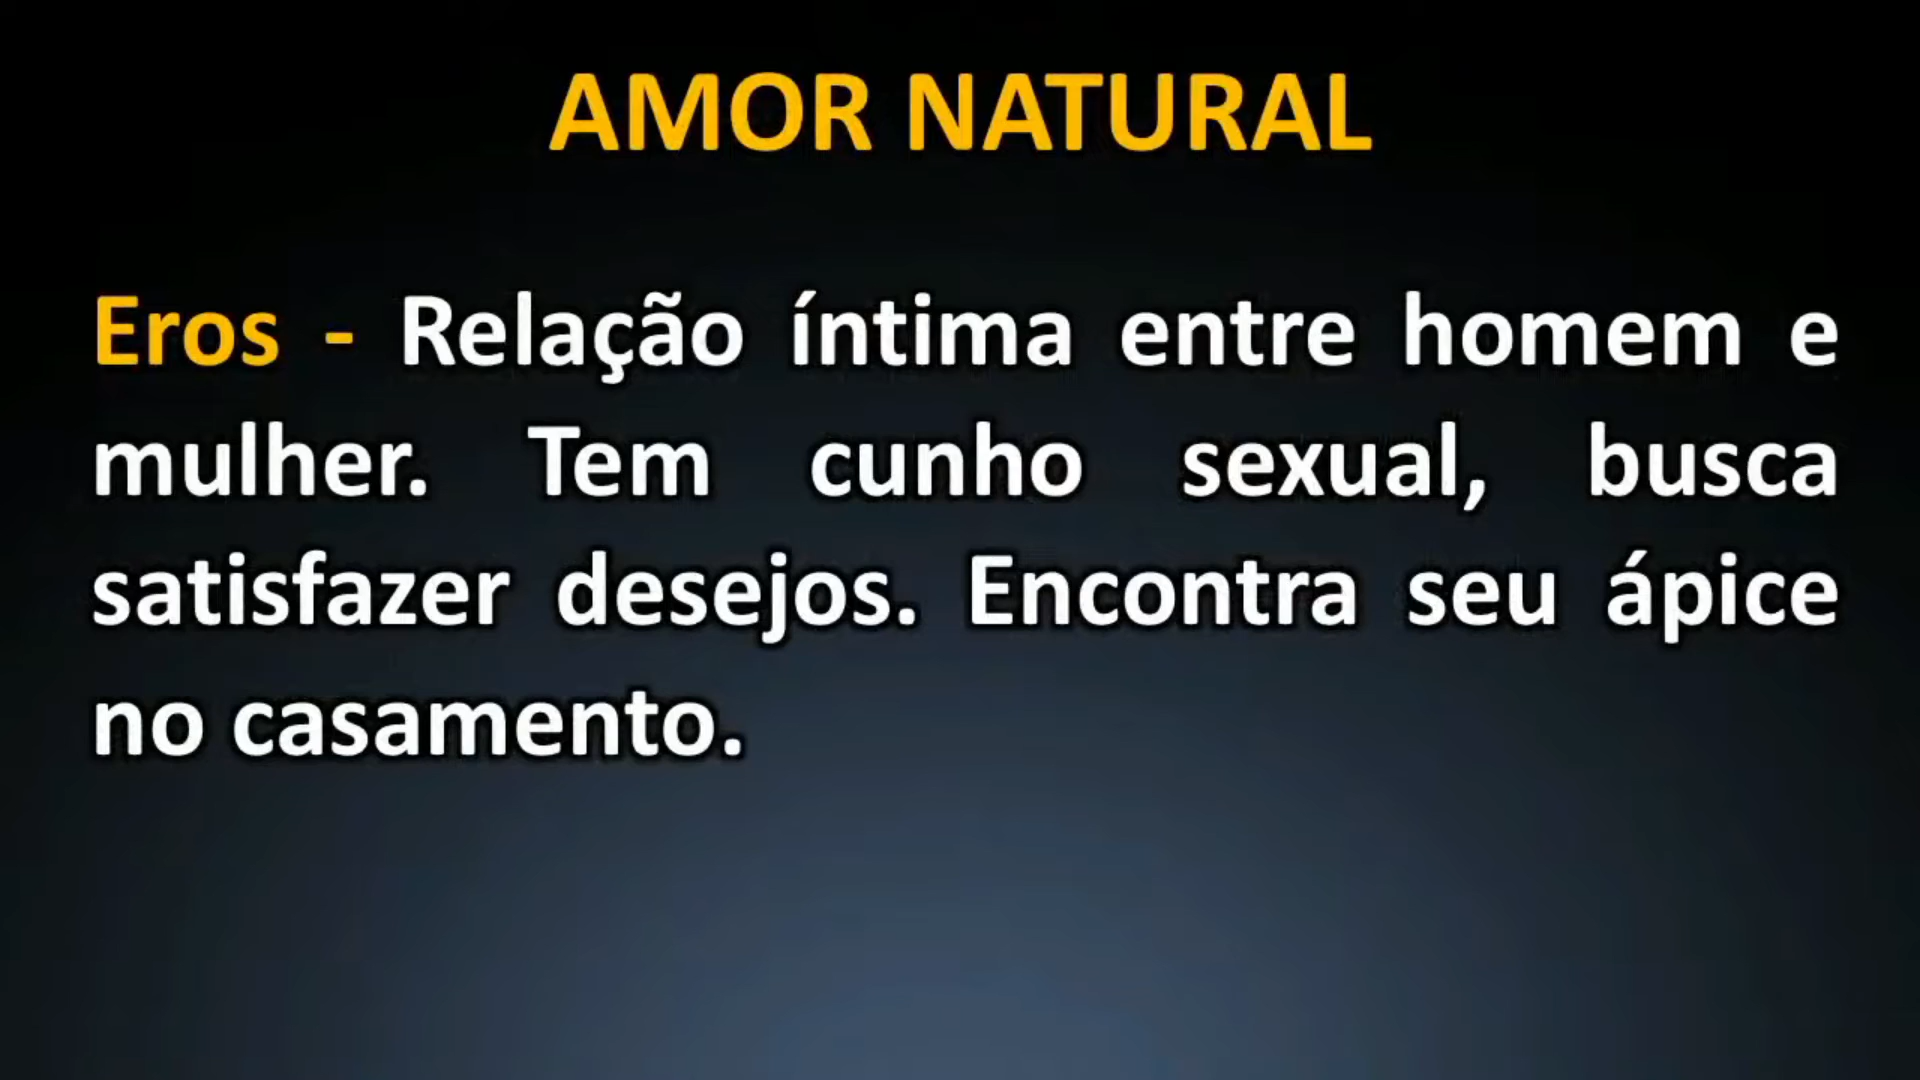 AMOR NATURAL
Eros - Relação íntima entre homem e
mulher. Tem cunho sexual, busca
satisfazer desejos. Encontra seu ápice
no casamento.